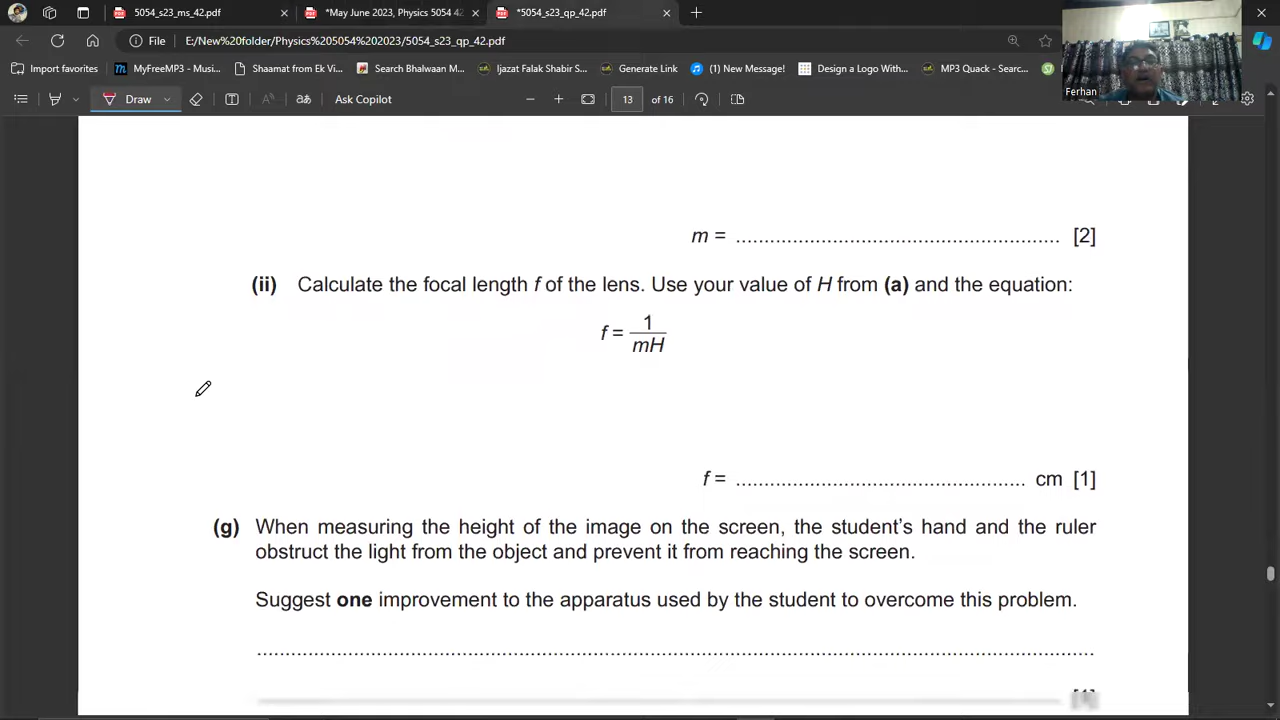 5054_s23_ms_42.pdf
*May June 2023, Physics 5054 42
*5054_s23_qp_42.pdf
File E:/New%20folder/Physics%205054%202023/5054_s23_qp_42.pdf
Import favorites MyFreeMP3 - Musi... Shaamat from Ek Vi... Search Bhalwaan M... Ijazat Falak Shabir S... Generate Link (1) New Message! Design a Logo With... MP3 Quack - Searc...
Draw Ask Copilot 13 of 16
Ferhan
m = ........................................................ [2]
(ii) Calculate the focal length f of the lens. Use your value of H from (a) and the equation:
f = 1
mH
f = .................................................. cm [1]
(g) When measuring the height of the image on the screen, the student's hand and the ruler
obstruct the light from the object and prevent it from reaching the screen.
Suggest one improvement to the apparatus used by the student to overcome this problem.